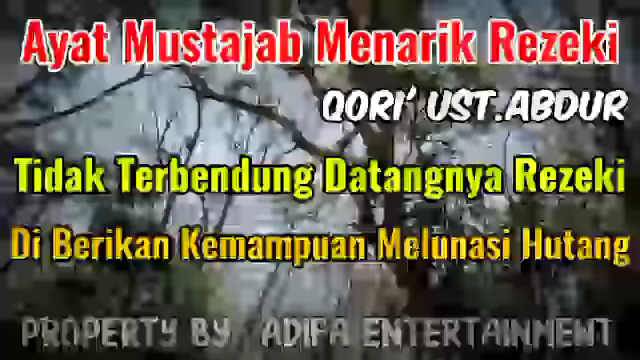 Ayat Mustajab Menarik Rezeki
QORI' UST.ABDUR
Tidak Terbendung Datangnya Rezeki
Di Berikan Kemampuan Melunasi Hutang
PROPERTY BY ADIFA ENTERTAINMENT